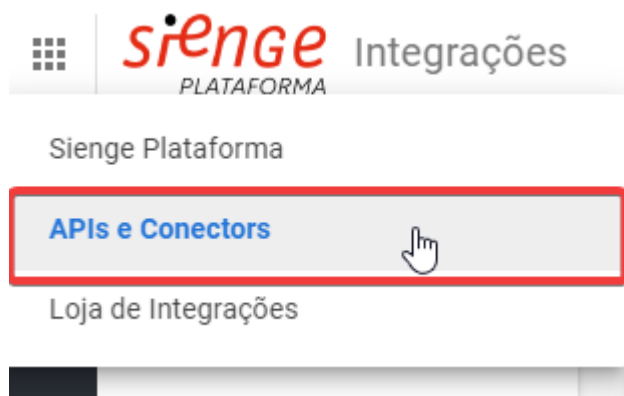 sienge Integrações
PLATAFORMA
Sienge Plataforma
APIs e Conectors
Loja de Integrações